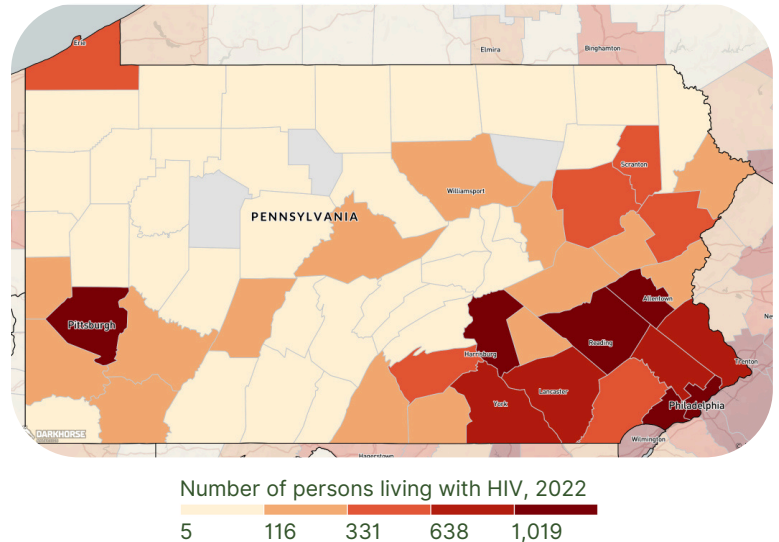 Erie
Elmira
Binghamton
Scranton
Williamsport
PENNSYLVANIA
Pittsburgh
Allentown
Reading
Harrisburg
Trenton
Lancaster
York
Philadelphia
DARKHORSE
Wilmington
Hagerstown
Number of persons living with HIV, 2022
5 116 331 638 1,019